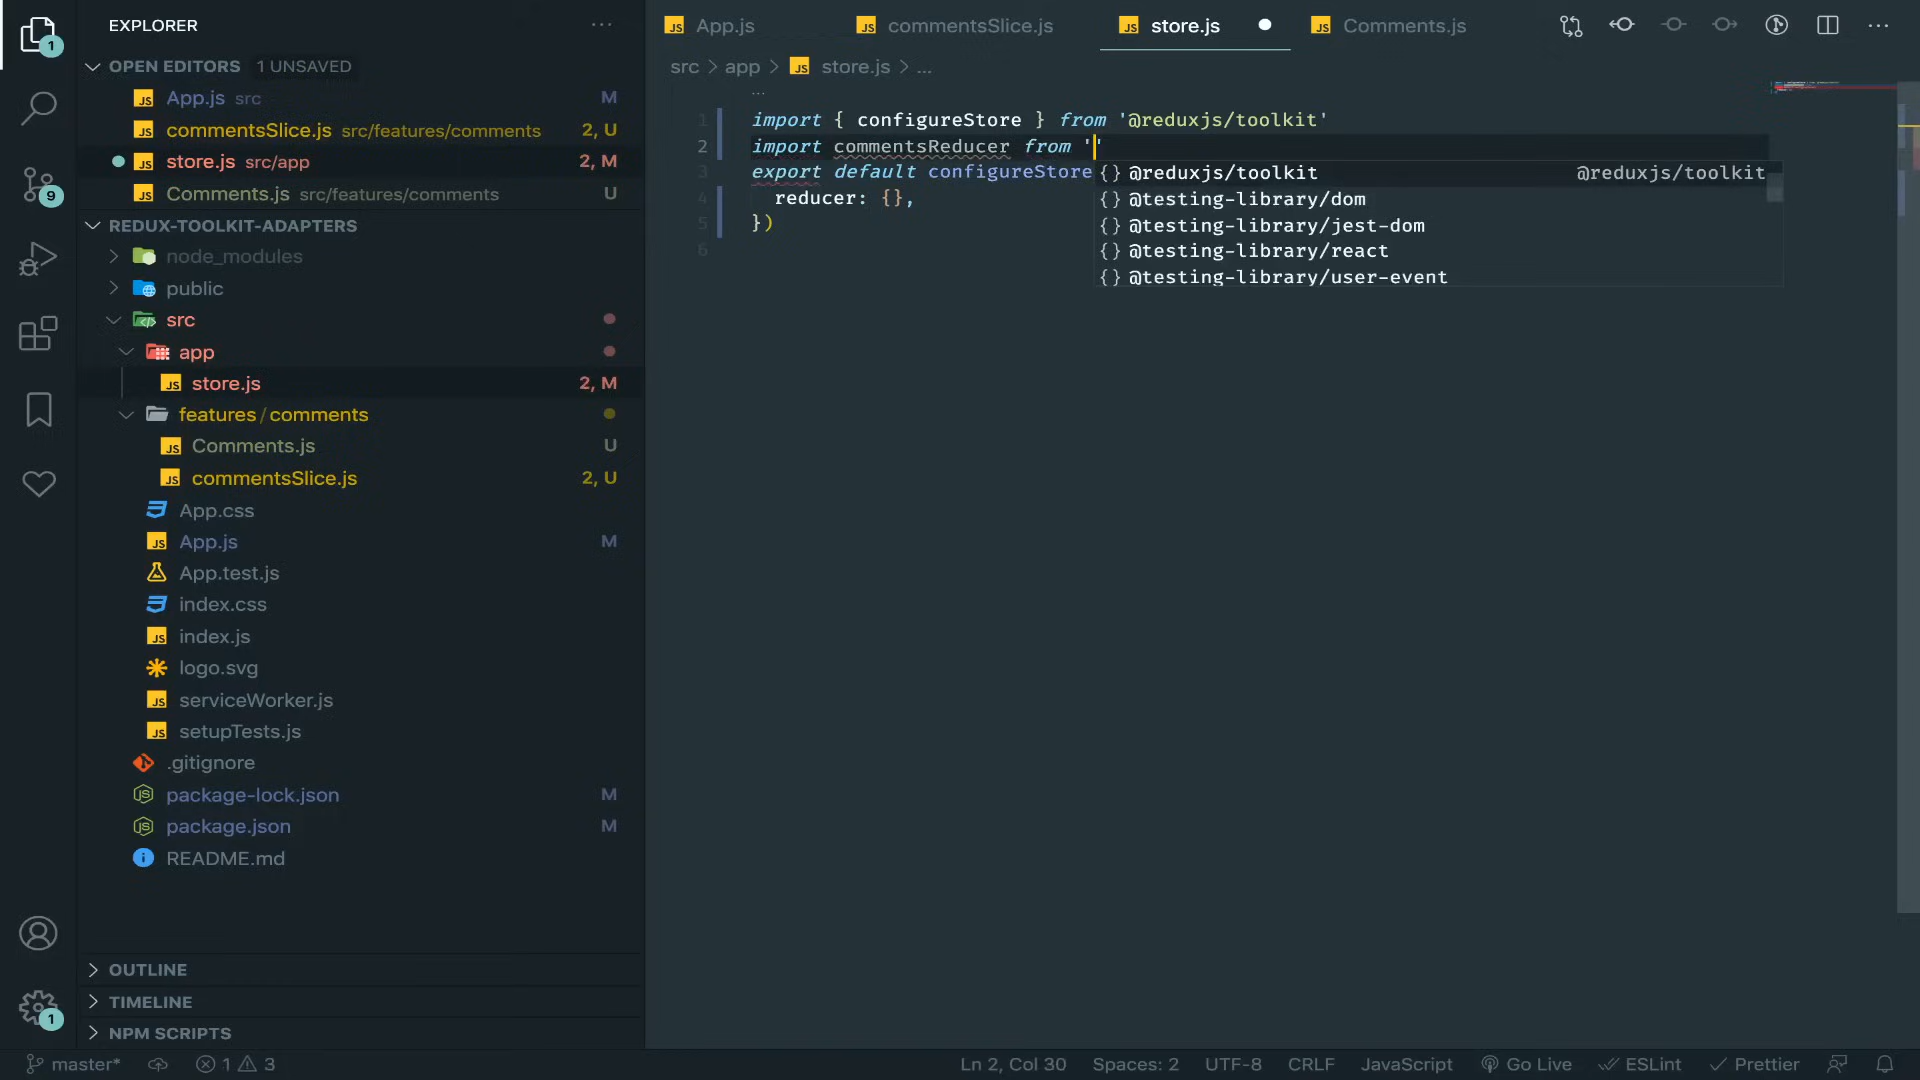 EXPLORER
...
App.js
commentsSlice.js
store.js
Comments.js
...
OPEN EDITORS 1 UNSAVED
App.js src M
commentsSlice.js src/features/comments 2, U
store.js src/app 2, M
Comments.js src/features/comments U
REDUX-TOOLKIT-ADAPTERS
node_modules
public
src
app
store.js 2, M
features/comments
Comments.js U
commentsSlice.js 2, U
App.css
App.js M
App.test.js
index.css
index.js
logo.svg
serviceWorker.js
setupTests.js
.gitignore
package-lock.json M
package.json M
README.md
OUTLINE
TIMELINE
NPM SCRIPTS
1
9
1
src > app > store.js > ...
...
1 import { configureStore } from '@reduxjs/toolkit'
2 import commentsReducer from ''
3 export default configureStore
4 reducer: {},
5 })
6
{} @reduxjs/toolkit @reduxjs/toolkit
{} @testing-library/dom
{} @testing-library/jest-dom
{} @testing-library/react
{} @testing-library/user-event
master* 1 3 Ln 2, Col 30 Spaces: 2 UTF-8 CRLF JavaScript Go Live ESLint Prettier